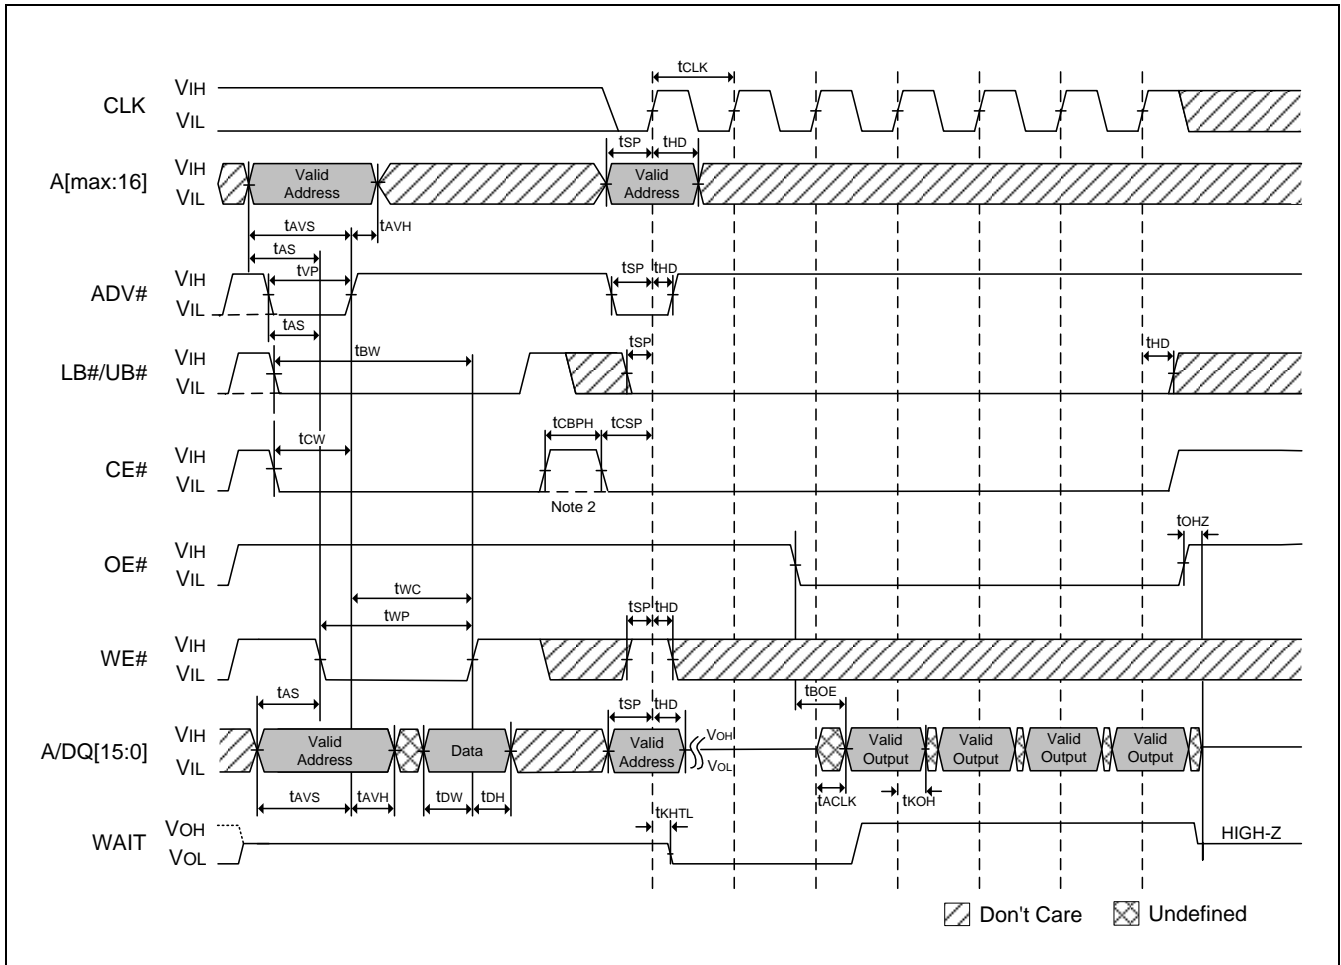 tCLK
CLK VIH
VIL
tSP tHD
A[max:16] VIH Valid Address Valid Address
VIL
tAVS tAVH
tAS
tVP tSP tHD
ADV# VIH
VIL
tAS
tBW tSP tHD
LB#/UB# VIH
VIL
tCBPH tCSP
tCW
CE# VIH
VIL
Note 2
tOHZ
OE# VIH
VIL
tWC
tWP tSP tHD
WE# VIH
VIL
tAS tSP tHD tBOE
A/DQ[15:0] VIH Valid Address Data Valid Address VOH Valid Output Valid Output Valid Output Valid Output
VIL VOL
tAVS tAVH tDW tDH tACLK tKOH
tKHTL
WAIT VOH HIGH-Z
VOL
Don't Care Undefined